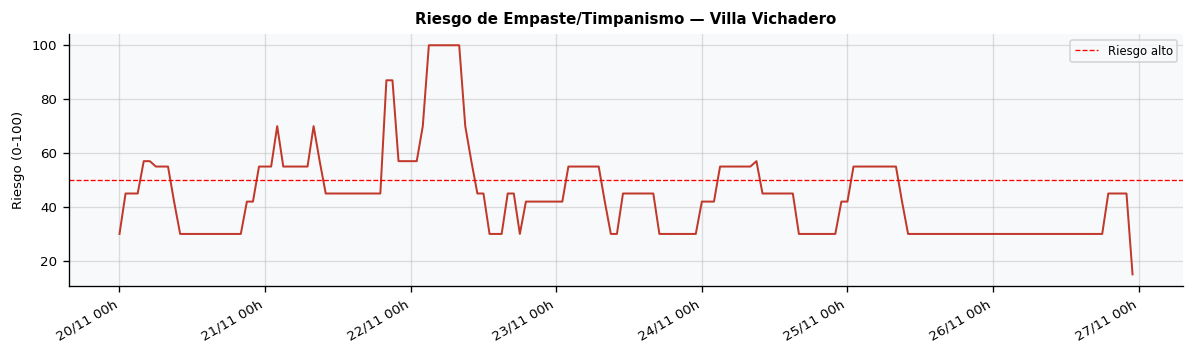 Riesgo de Empaste/Timpanismo — Villa Vichadero
Riesgo (0-100)
100
80
60
40
20
Riesgo alto
20/11 00h
21/11 00h
22/11 00h
23/11 00h
24/11 00h
25/11 00h
26/11 00h
27/11 00h